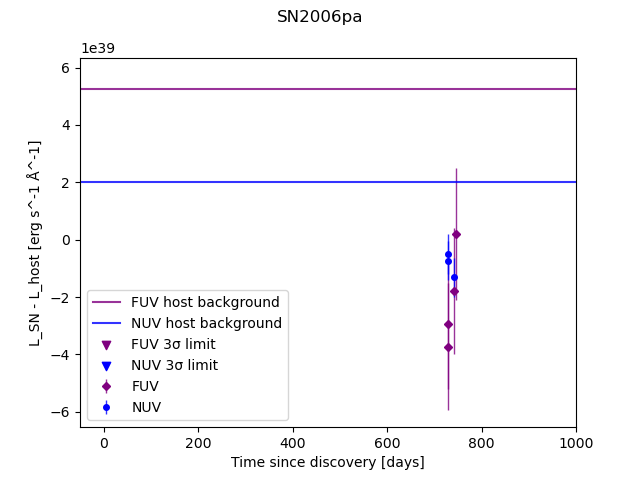 SN2006pa
1e39
6
4
2
0
−2
−4
−6
L_SN - L_host [erg s^-1 Å^-1]
FUV host background
NUV host background
FUV 3σ limit
NUV 3σ limit
FUV
NUV
0 200 400 600 800 1000
Time since discovery [days]